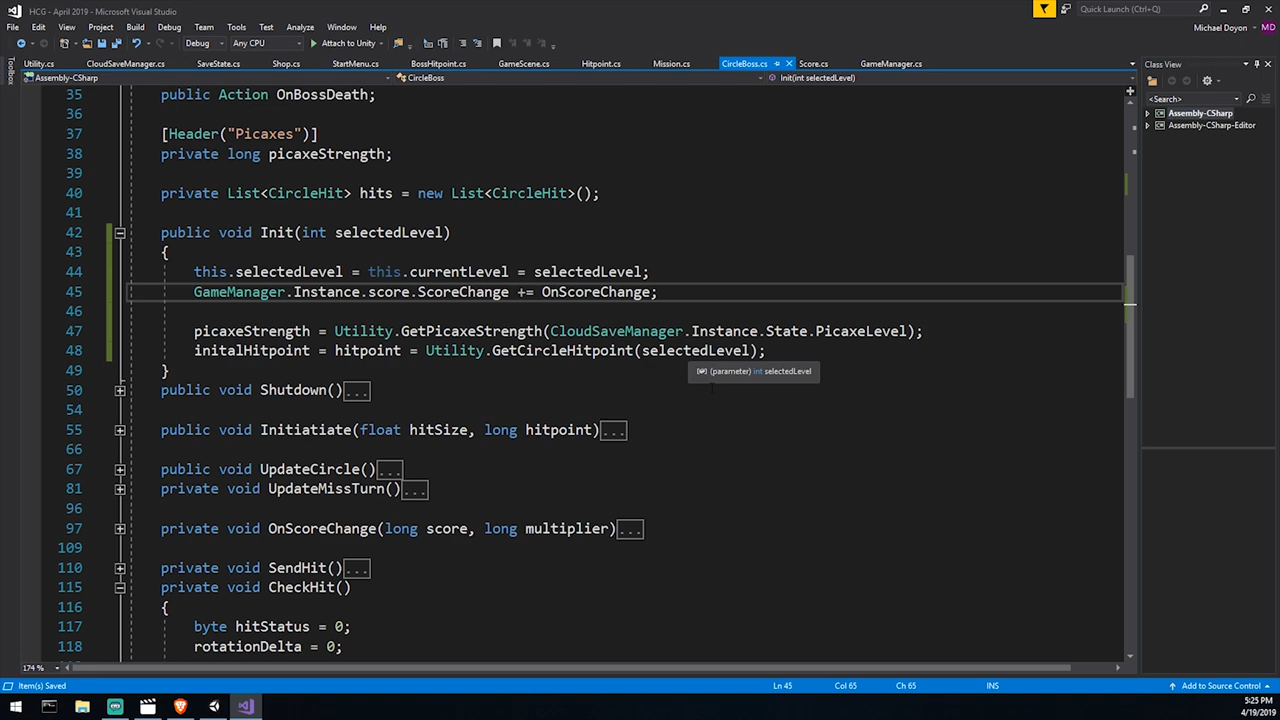 HCG - April 2019 - Microsoft Visual Studio
Quick Launch (Ctrl+Q)
File Edit View Project Build Debug Team Tools Test Analyze Window Help
Michael Doyon MD
Debug Any CPU Attach to Unity
Toolbox
Utility.cs CloudSaveManager.cs SaveState.cs Shop.cs StartMenu.cs BossHitpoint.cs GameScene.cs Hitpoint.cs Mission.cs CircleBoss.cs Score.cs GameManager.cs
Class View
Assembly-CSharp CircleBoss Init(int selectedLevel)
<Search>
Assembly-CSharp
Assembly-CSharp-Editor
35 public Action OnBossDeath;
36
37 [Header("Picaxes")]
38 private long picaxeStrength;
39
40 private List<CircleHit> hits = new List<CircleHit>();
41
42 public void Init(int selectedLevel)
43 {
44 this.selectedLevel = this.currentLevel = selectedLevel;
45 GameManager.Instance.score.ScoreChange += OnScoreChange;
46
47 picaxeStrength = Utility.GetPicaxeStrength(CloudSaveManager.Instance.State.PicaxeLevel);
48 initalHitpoint = hitpoint = Utility.GetCircleHitpoint(selectedLevel);
49 }
(parameter) int selectedLevel
50 public void Shutdown()...
54
55 public void Initiatiate(float hitSize, long hitpoint)...
66
67 public void UpdateCircle()...
81 private void UpdateMissTurn()...
96
97 private void OnScoreChange(long score, long multiplier)...
109
110 private void SendHit()...
115 private void CheckHit()
116 {
117 byte hitStatus = 0;
118 rotationDelta = 0;
174 %
Item(s) Saved Ln 45 Col 65 Ch 65 INS Add to Source Control
5:25 PM
4/19/2019